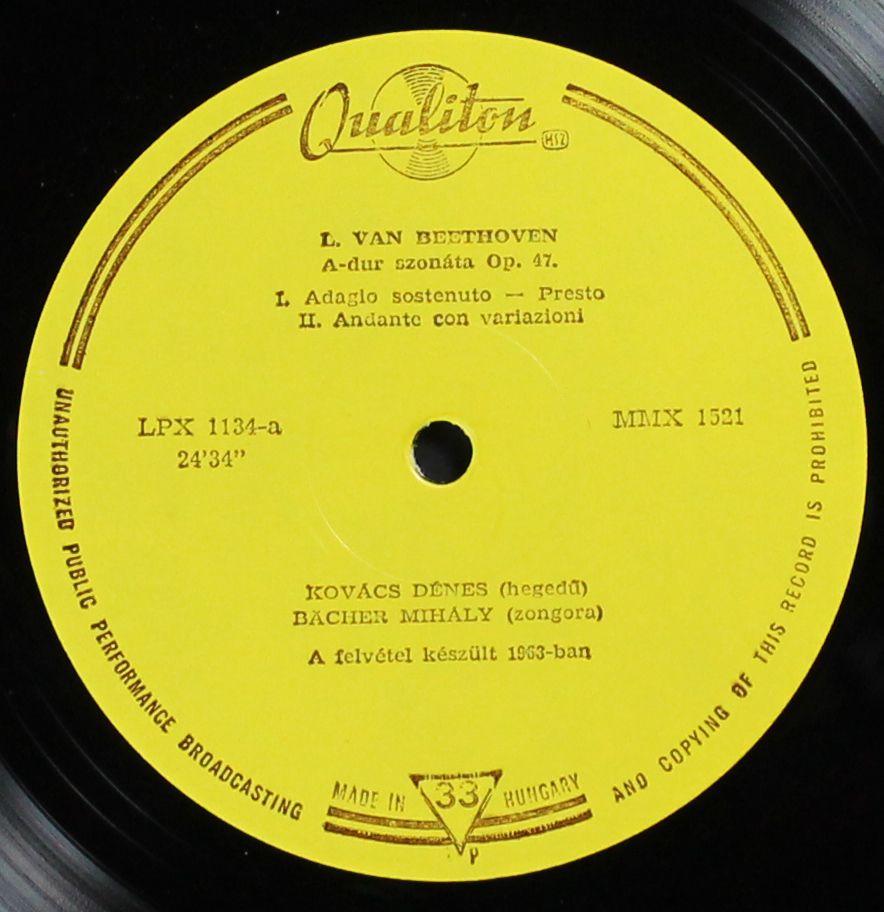 Qualiton
HSZ
L. VAN BEETHOVEN
A-dur szonáta Op. 47.
I. Adagio sostenuto — Presto
II. Andante con variazioni
LPX 1134-a
24'34"
MMX 1521
KOVÁCS DÉNES (hegedű)
BÄCHER MIHÁLY (zongora)
A felvétel készült 1963-ban
MADE IN 33 HUNGARY
P
UNAUTHORIZED PUBLIC PERFORMANCE BROADCASTING AND COPYING OF THIS RECORD IS PROHIBITED